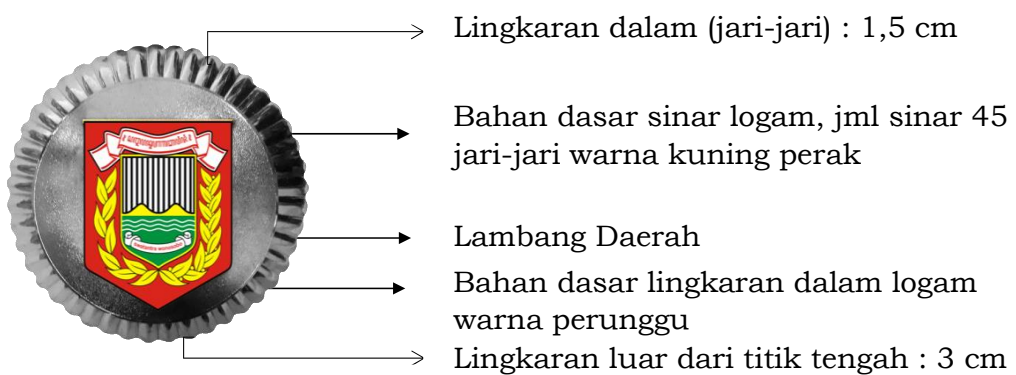 Lingkaran dalam (jari-jari) : 1,5 cm
Bahan dasar sinar logam, jml sinar 45
jari-jari warna kuning perak
Lambang Daerah
Bahan dasar lingkaran dalam logam
warna perunggu
Lingkaran luar dari titik tengah : 3 cm